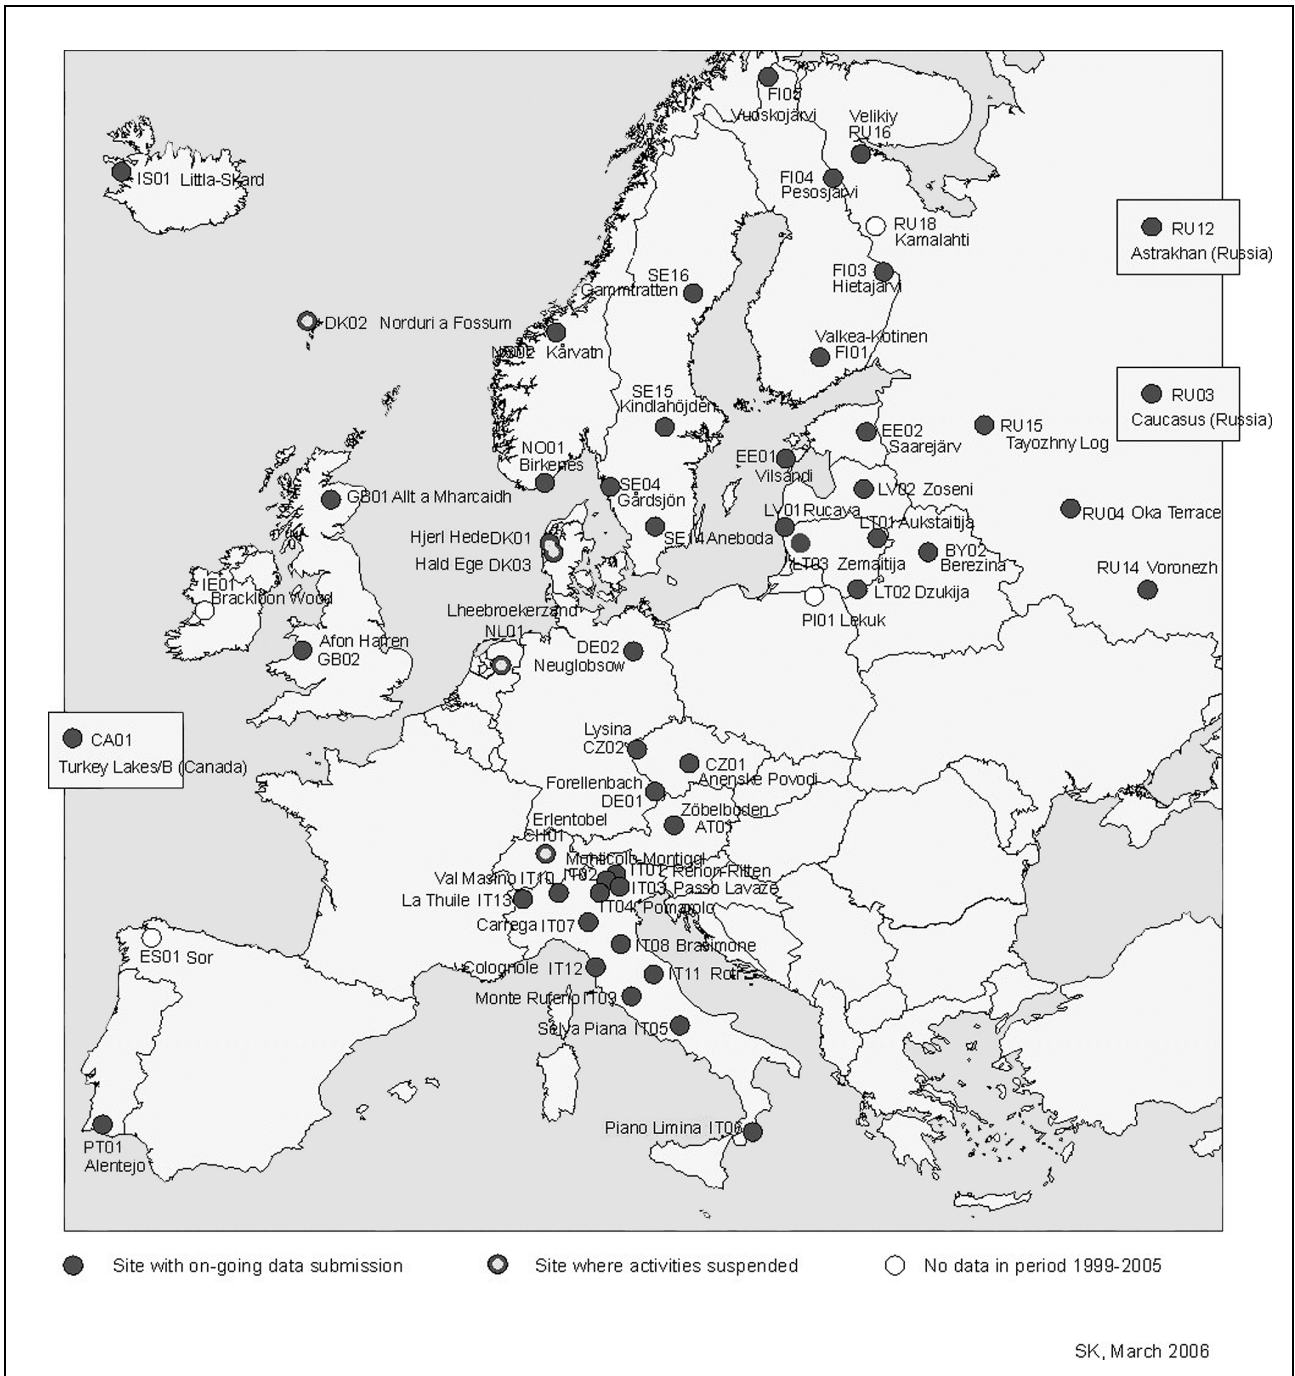 FI05
Vuoskojärvi
Velikiy
RU16
IS01 Littla-Skard
FI04
Pesosjärvi
RU18
Kamalahti
RU12
Astrakhan (Russia)
FI03
Hietajärvi
SE16
Gammtratten
DK02 Norduri a Fossum
Valkea-Kotinen
FI01
Kårvatn
SE15
Kindlahöjden
RU03
Caucasus (Russia)
RU15
Tayozhny Log
EE02
Saarejärv
NO01
Birkenes
EE01
Vilsandi
SE04
Gårdsjön
LV02 Zoseni
GB01 Allt a Mharcaidh
LV01 Rucava
RU04 Oka Terrace
LT01 Aukstaitija
Hjerl Hede DK01
SE14 Aneboda
BY02
Berezina
Hald Ege DK03
LT03 Zemaitija
RU14 Voronezh
IE01
Brackloon Wood
LT02 Dzukija
Lheebroekerzand
NL01
PI01 Lekuk
Afon Hafren
GB02
DE02
Neuglobsow
Lysina
CZ02
CA01
Turkey Lakes/B (Canada)
CZ01
Anenske Povodi
Forellenbach
DE01
Zöbelboden
AT01
Erlentobel
CH01
Monticolo-Montiggl
IT02
IT01 Renon-Ritten
Val Masino IT10
IT03 Passo Lavaze
La Thuile IT13
IT04 Pomarolo
Carrega IT07
IT08 Brasimone
ES01 Sor
Colognole IT12
IT11 Roti
Monte Rufeno IT09
Selva Piana IT05
Piano Limina IT06
PT01
Alentejo
Site with on-going data submission
Site where activities suspended
No data in period 1999-2005
SK, March 2006